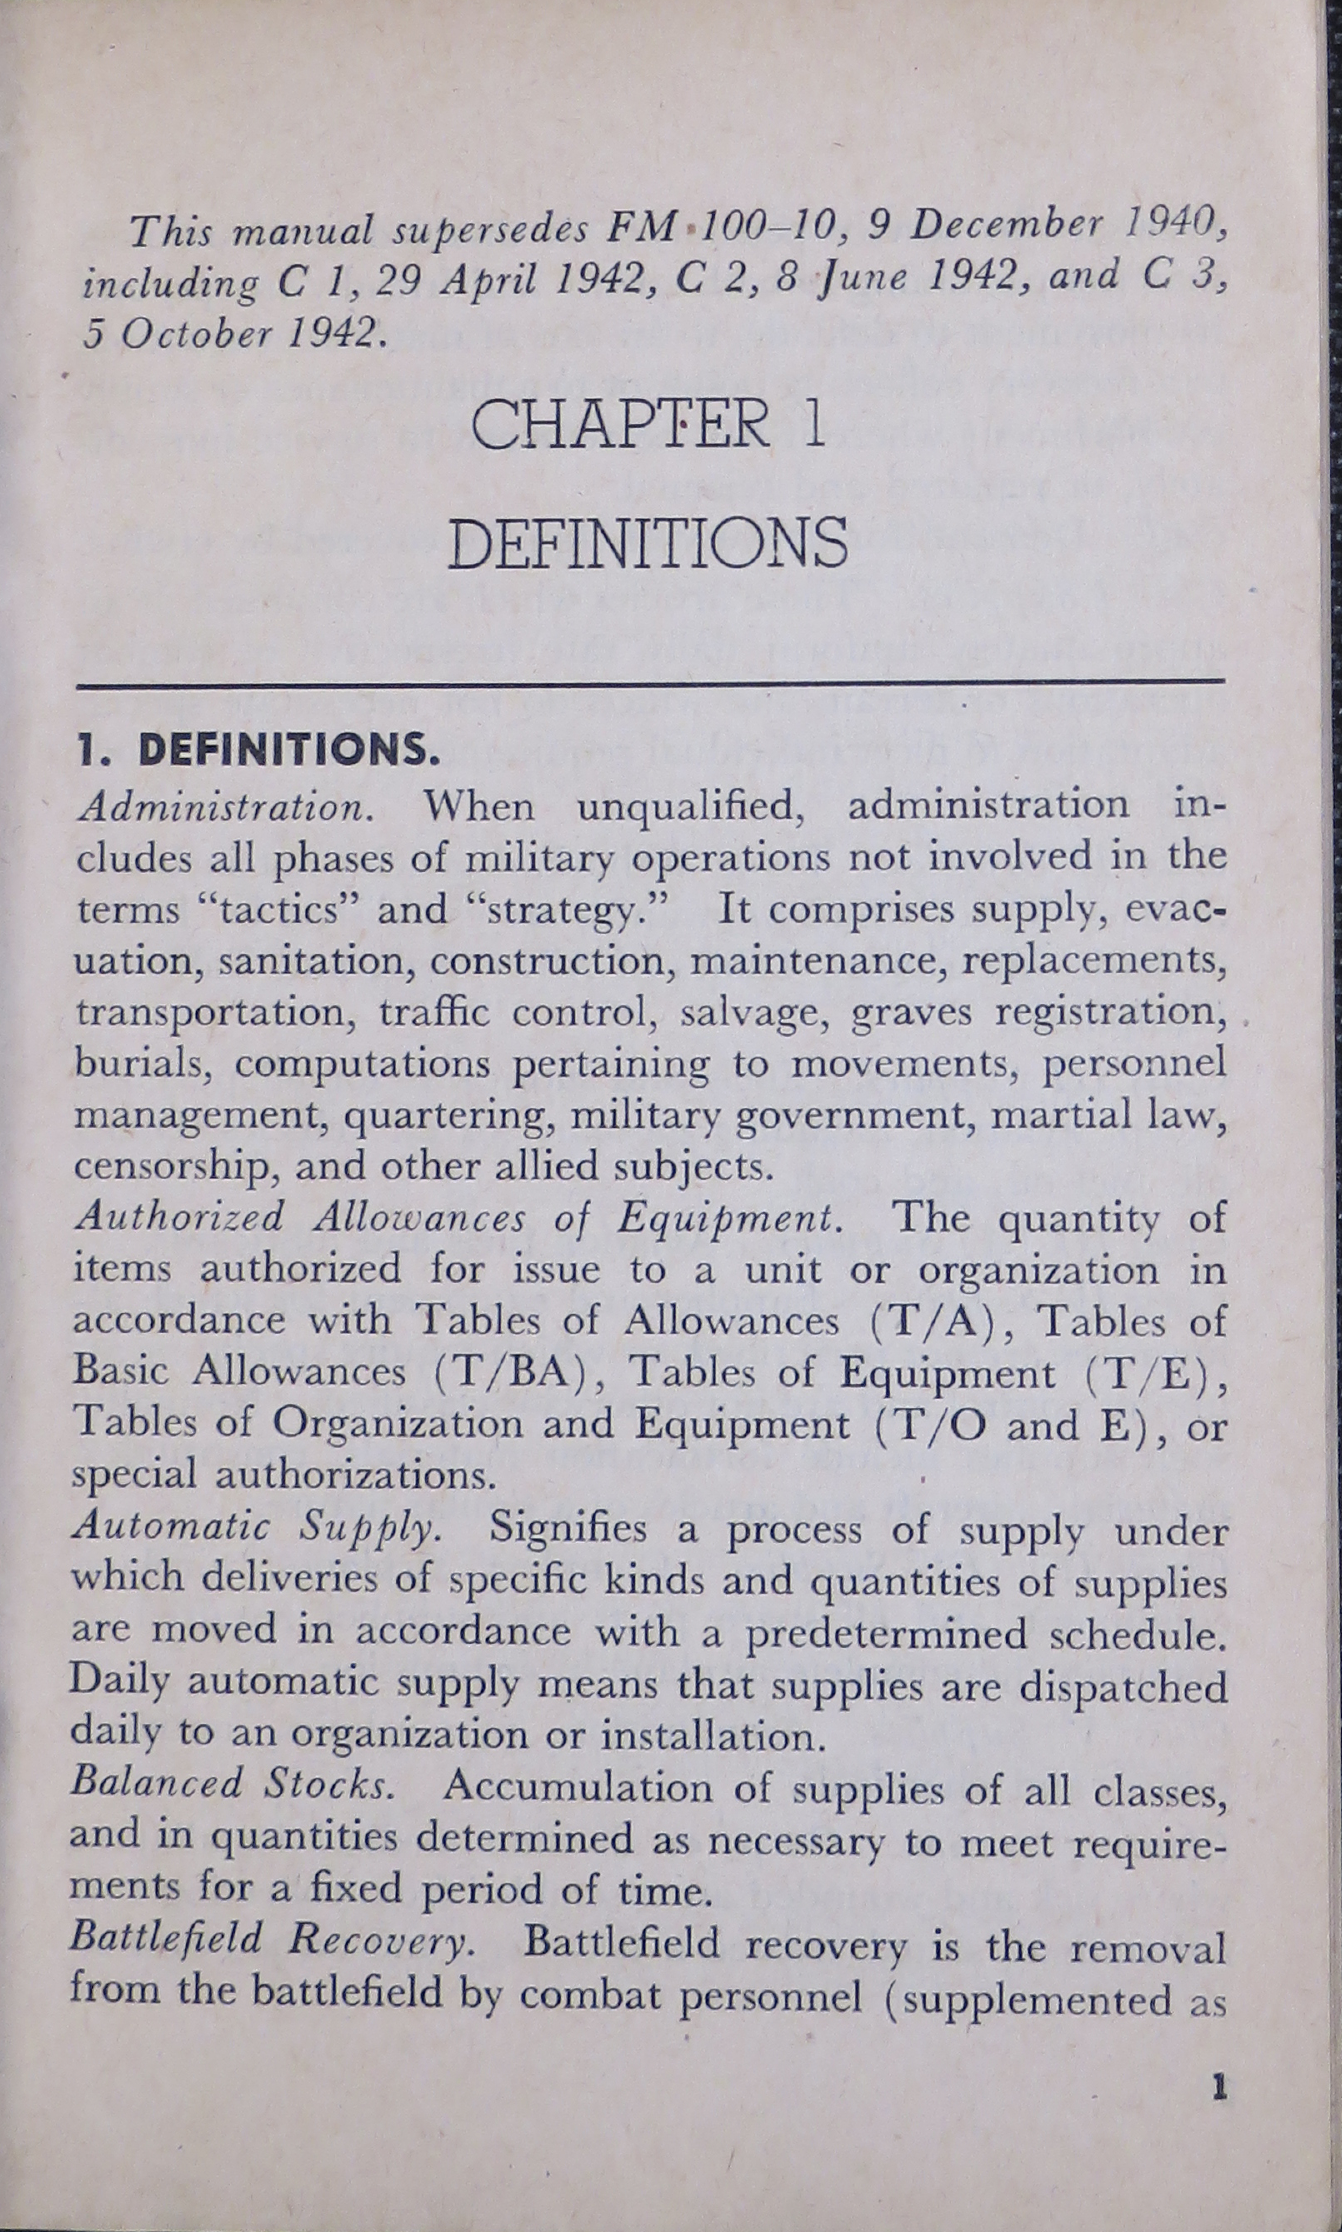 This manual supersedes FM 100–10, 9 December 1940,
including C 1, 29 April 1942, C 2, 8 June 1942, and C 3,
5 October 1942.
CHAPTER 1
DEFINITIONS
1. DEFINITIONS.
Administration. When unqualified, administration in-
cludes all phases of military operations not involved in the
terms “tactics” and “strategy.” It comprises supply, evac-
uation, sanitation, construction, maintenance, replacements,
transportation, traffic control, salvage, graves registration,
burials, computations pertaining to movements, personnel
management, quartering, military government, martial law,
censorship, and other allied subjects.
Authorized Allowances of Equipment. The quantity of
items authorized for issue to a unit or organization in
accordance with Tables of Allowances (T/A), Tables of
Basic Allowances (T/BA), Tables of Equipment (T/E),
Tables of Organization and Equipment (T/O and E), or
special authorizations.
Automatic Supply. Signifies a process of supply under
which deliveries of specific kinds and quantities of supplies
are moved in accordance with a predetermined schedule.
Daily automatic supply means that supplies are dispatched
daily to an organization or installation.
Balanced Stocks. Accumulation of supplies of all classes,
and in quantities determined as necessary to meet require-
ments for a fixed period of time.
Battlefield Recovery. Battlefield recovery is the removal
from the battlefield by combat personnel (supplemented as
1